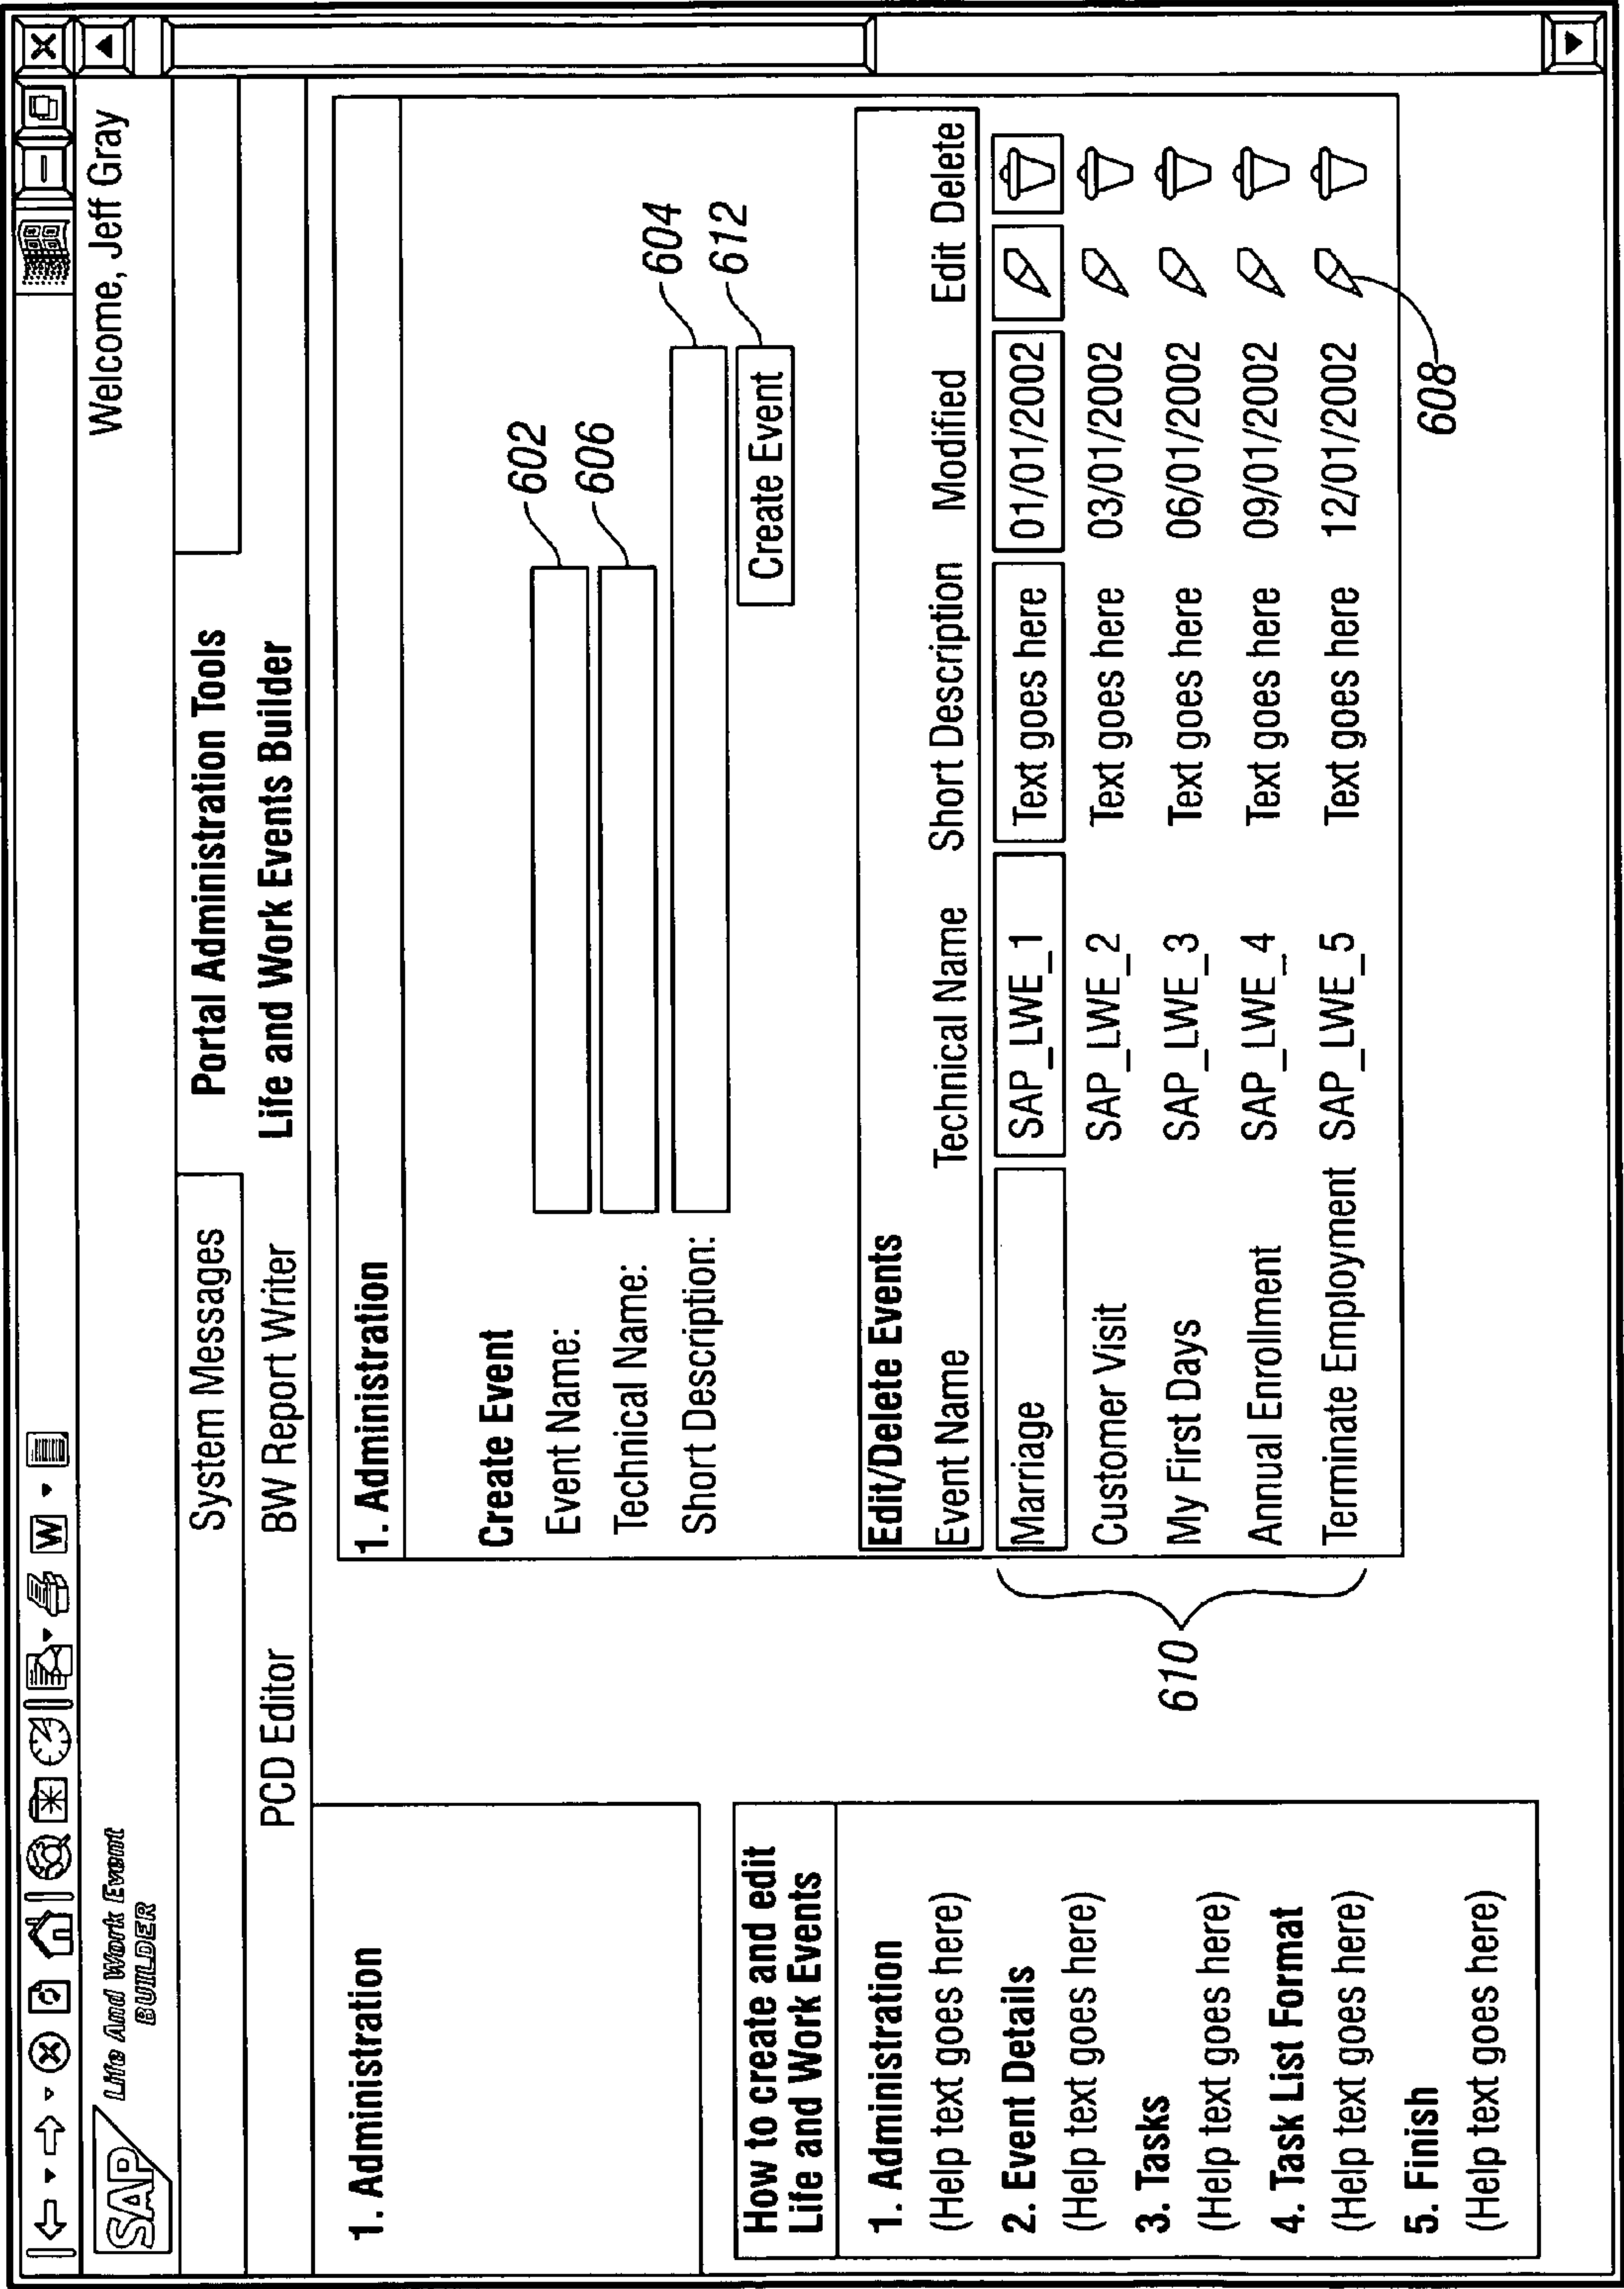 SAP
Life And Work Event
BUILDER
Welcome, Jeff Gray
System Messages
Portal Administration Tools
PCD Editor
BW Report Writer
Life and Work Events Builder
1. Administration
How to create and edit
Life and Work Events
1. Administration
(Help text goes here)
2. Event Details
(Help text goes here)
3. Tasks
(Help text goes here)
4. Task List Format
(Help text goes here)
5. Finish
(Help text goes here)
1. Administration
Create Event
Event Name:
602
Technical Name:
606
Short Description:
604
Create Event
612
Edit/Delete Events
Event Name Technical Name Short Description Modified Edit Delete
Marriage SAP_LWE_1 Text goes here 01/01/2002
Customer Visit SAP_LWE_2 Text goes here 03/01/2002
My First Days SAP_LWE_3 Text goes here 06/01/2002
Annual Enrollment SAP_LWE_4 Text goes here 09/01/2002
Terminate Employment SAP_LWE_5 Text goes here 12/01/2002
610
608
W